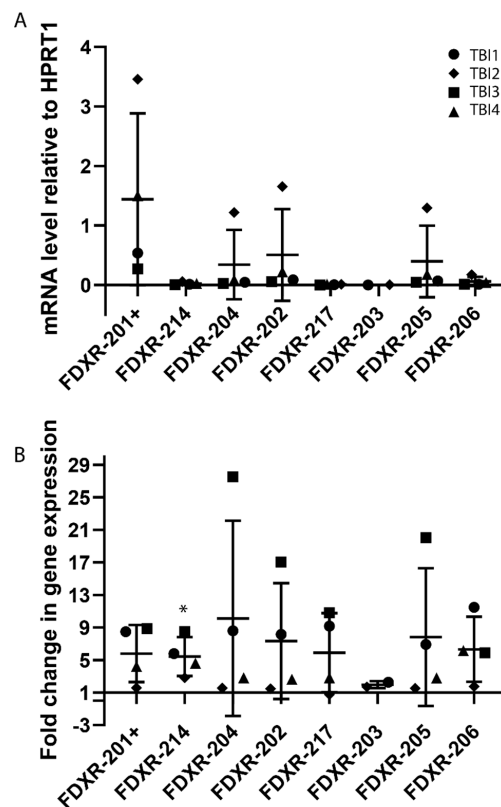 A
mRNA level relative to HPRT1
4
3
2
1
0
TBI1
TBI2
TBI3
TBI4
FDXR-201+
FDXR-214
FDXR-204
FDXR-202
FDXR-217
FDXR-203
FDXR-205
FDXR-206
B
Fold change in gene expression
29
25
21
17
13
9
5
1
-3
*
FDXR-201+
FDXR-214
FDXR-204
FDXR-202
FDXR-217
FDXR-203
FDXR-205
FDXR-206